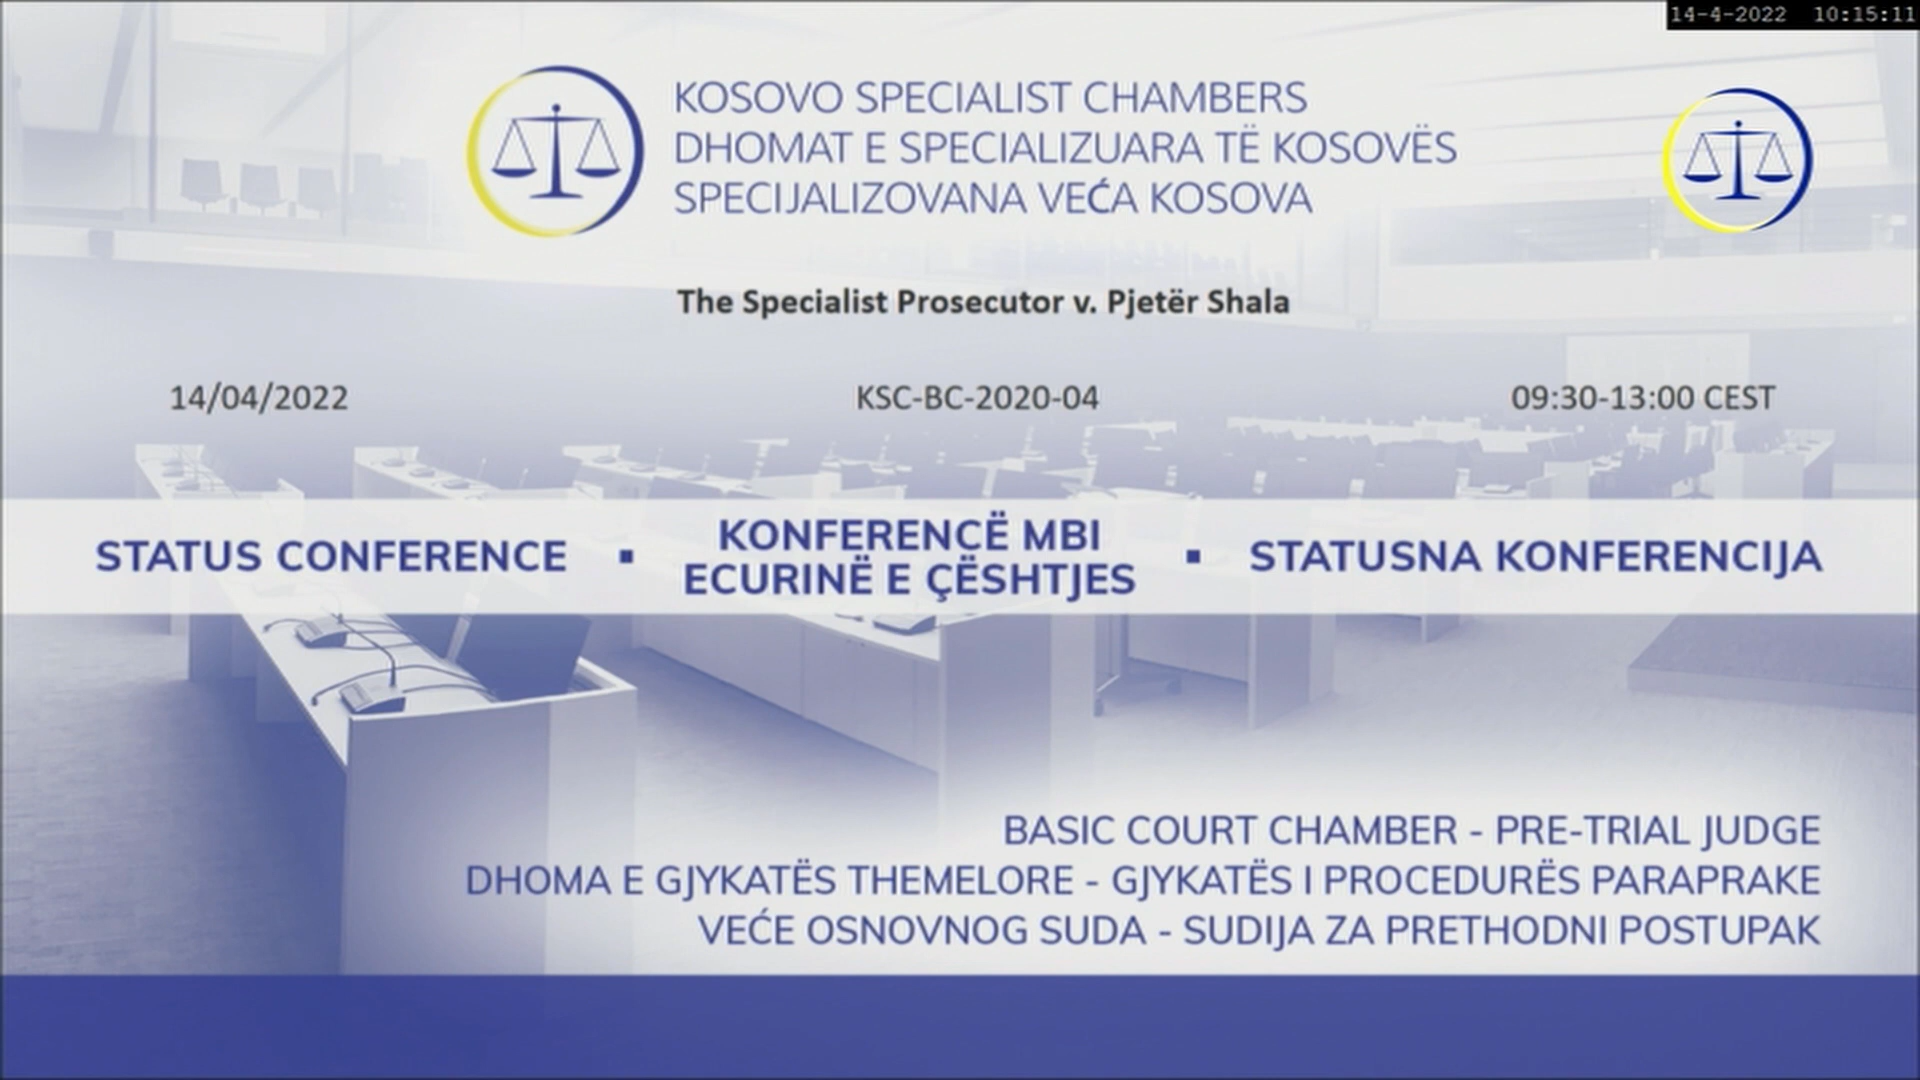 14-4-2022 10:15:11
KOSOVO SPECIALIST CHAMBERS
DHOMAT E SPECIALIZUARA TË KOSOVËS
SPECIJALIZOVANA VEĆA KOSOVA
The Specialist Prosecutor v. Pjetër Shala
14/04/2022
KSC-BC-2020-04
09:30-13:00 CEST
STATUS CONFERENCE
▪
KONFERENCË MBI
ECURINË E ÇËSHTJES
▪
STATUSNA KONFERENCIJA
BASIC COURT CHAMBER - PRE-TRIAL JUDGE
DHOMA E GJYKATËS THEMELORE - GJYKATËS I PROCEDURËS PARAPRAKE
VEĆE OSNOVNOG SUDA - SUDIJA ZA PRETHODNI POSTUPAK